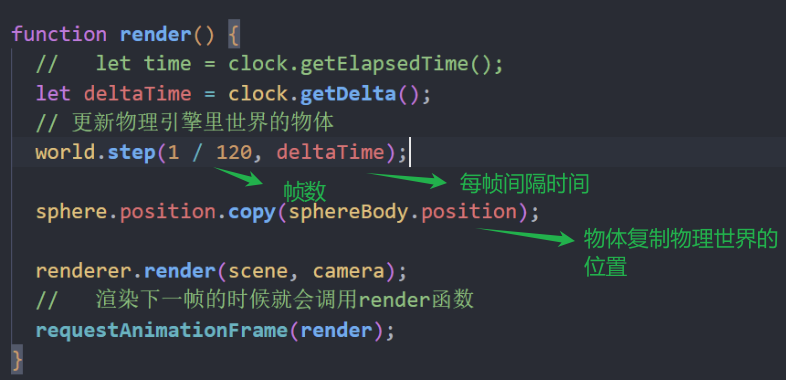 function render() {
//   let time = clock.getElapsedTime();
let deltaTime = clock.getDelta();
// 更新物理引擎里世界的物体
world.step(1 / 120, deltaTime);
帧数
每帧间隔时间
sphere.position.copy(sphereBody.position);
物体复制物理世界的
位置
renderer.render(scene, camera);
//   渲染下一帧的时候就会调用render函数
requestAnimationFrame(render);
}